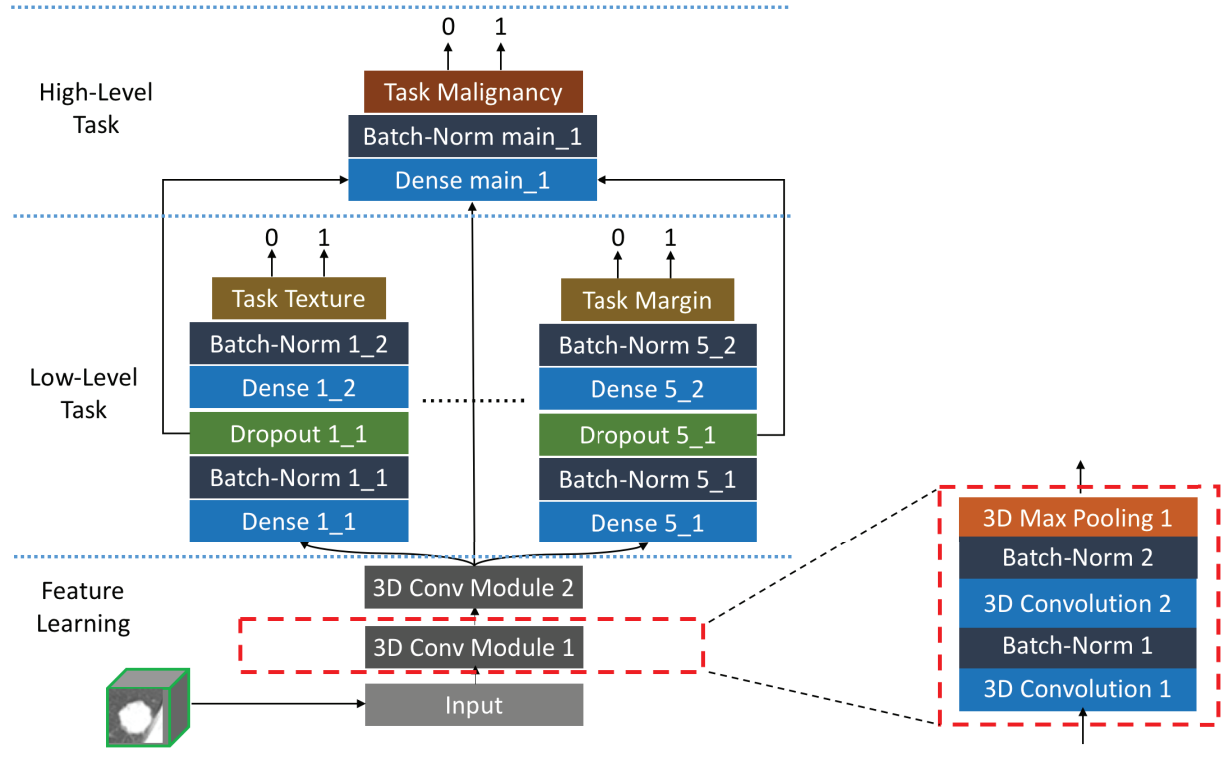 0 1
High-Level
Task
Task Malignancy
Batch-Norm main_1
Dense main_1
0 1
0 1
Low-Level
Task
Task Texture
Batch-Norm 1_2
Dense 1_2
Dropout 1_1
Batch-Norm 1_1
Dense 1_1
Task Margin
Batch-Norm 5_2
Dense 5_2
Dropout 5_1
Batch-Norm 5_1
Dense 5_1
Feature
Learning
3D Conv Module 2
3D Conv Module 1
Input
3D Max Pooling 1
Batch-Norm 2
3D Convolution 2
Batch-Norm 1
3D Convolution 1